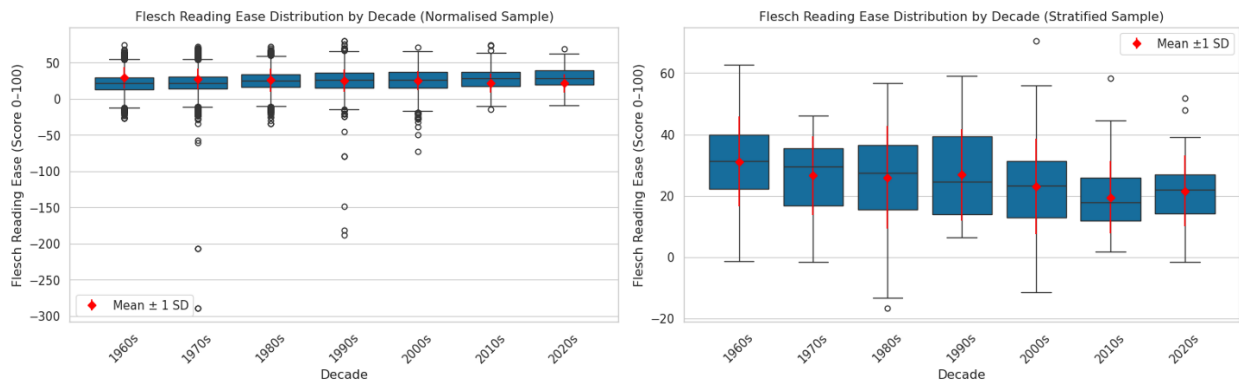 Flesch Reading Ease Distribution by Decade (Normalised Sample)
Flesch Reading Ease (Score 0–100)
50
0
−50
−100
−150
−200
−250
−300
Mean ± 1 SD
1960s
1970s
1980s
1990s
2000s
2010s
2020s
Decade
Flesch Reading Ease Distribution by Decade (Stratified Sample)
Flesch Reading Ease (Score 0–100)
Mean ±1 SD
60
40
20
0
−20
1960s
1970s
1980s
1990s
2000s
2010s
2020s
Decade